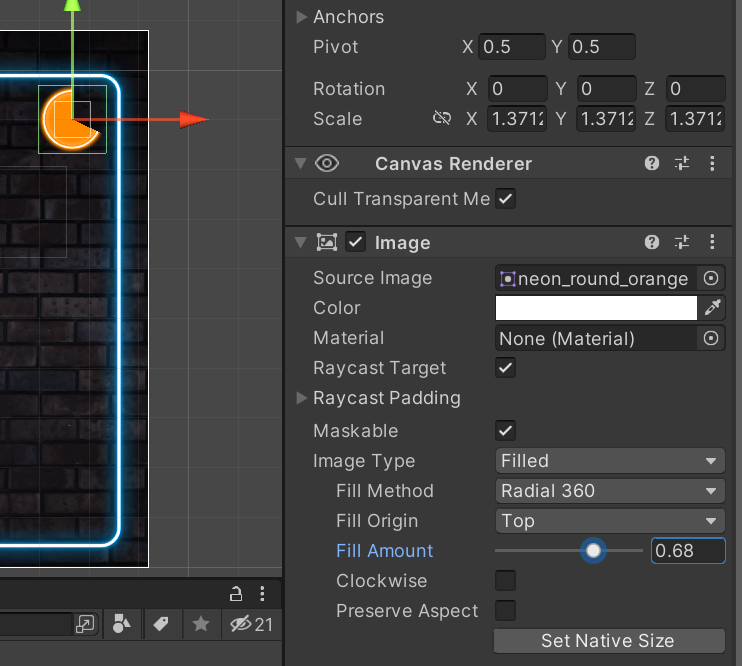 Anchors
Pivot X 0.5 Y 0.5
Rotation X 0 Y 0 Z 0
Scale X 1.3712 Y 1.3712 Z 1.3712
Canvas Renderer
Cull Transparent Me
Image
Source Image neon_round_orange
Color
Material None (Material)
Raycast Target
Raycast Padding
Maskable
Image Type Filled
Fill Method Radial 360
Fill Origin Top
Fill Amount 0.68
Clockwise
Preserve Aspect
21
Set Native Size